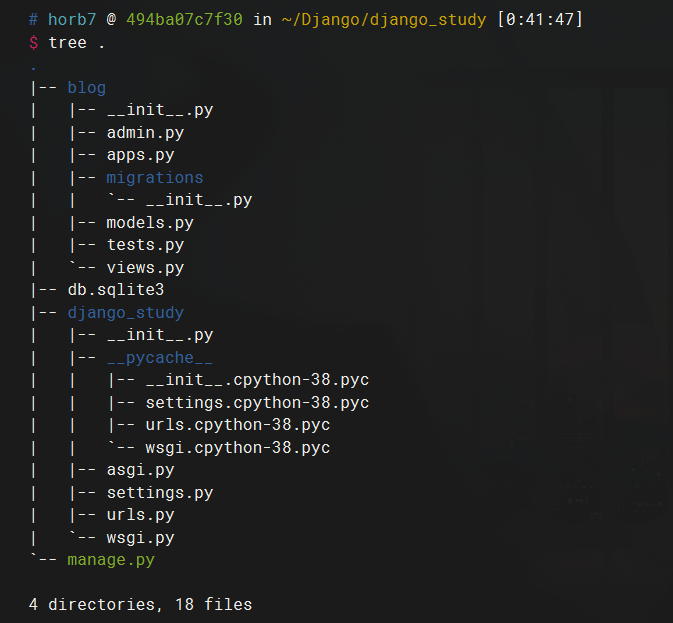 # horb7 @ 494ba07c7f30 in ~/Django/django_study [0:41:47]
$ tree .
.
|-- blog
|   |-- __init__.py
|   |-- admin.py
|   |-- apps.py
|   |-- migrations
|   |   `-- __init__.py
|   |-- models.py
|   |-- tests.py
|   `-- views.py
|-- db.sqlite3
|-- django_study
|   |-- __init__.py
|   |-- __pycache__
|   |   |-- __init__.cpython-38.pyc
|   |   |-- settings.cpython-38.pyc
|   |   |-- urls.cpython-38.pyc
|   |   `-- wsgi.cpython-38.pyc
|   |-- asgi.py
|   |-- settings.py
|   |-- urls.py
|   `-- wsgi.py
`-- manage.py

4 directories, 18 files